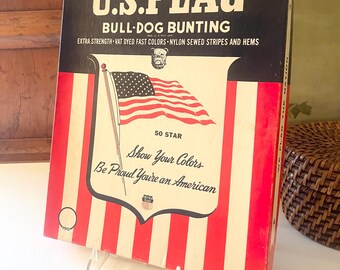 U.S. FLAG
BULL-DOG BUNTING
EXTRA STRENGTH · VAT DYED FAST COLORS · NYLON SEWED STRIPES AND HEMS
50 STAR
Show Your Colors-
Be Proud You're an American